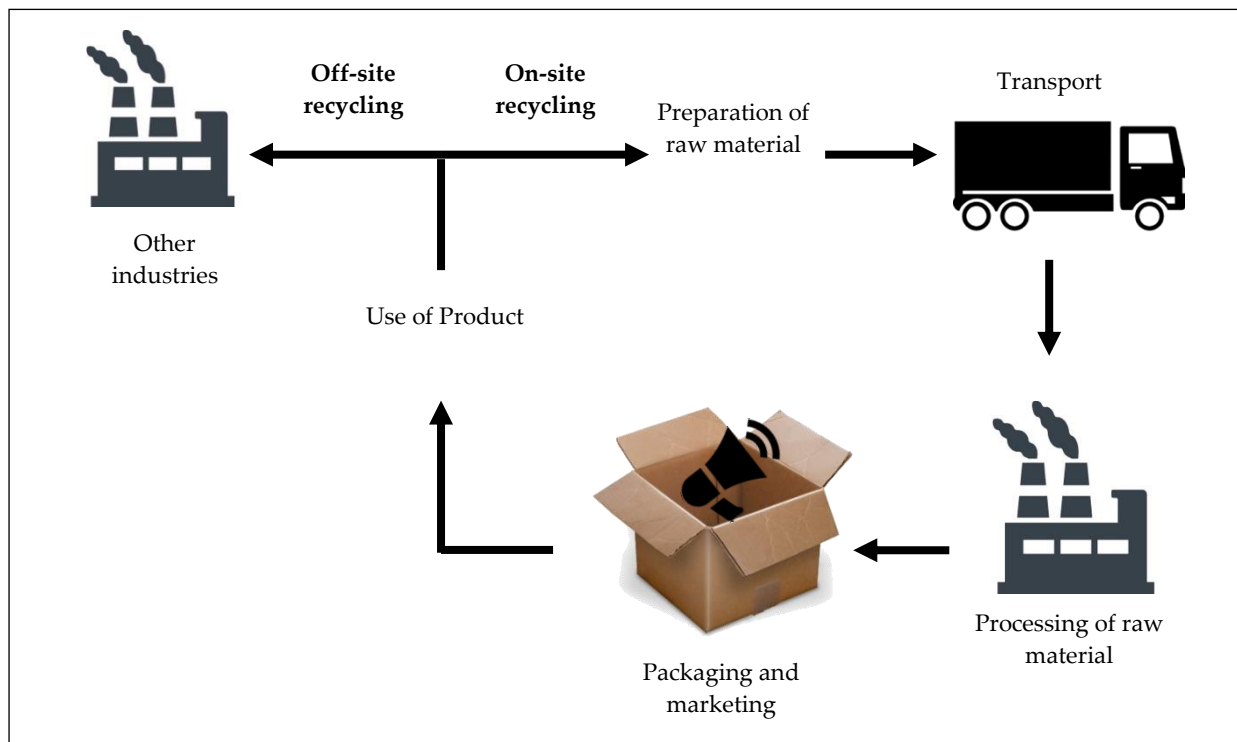 Off-site
recycling
On-site
recycling
Preparation of
raw material
Transport
Other
industries
Use of Product
Processing of raw
material
Packaging and
marketing